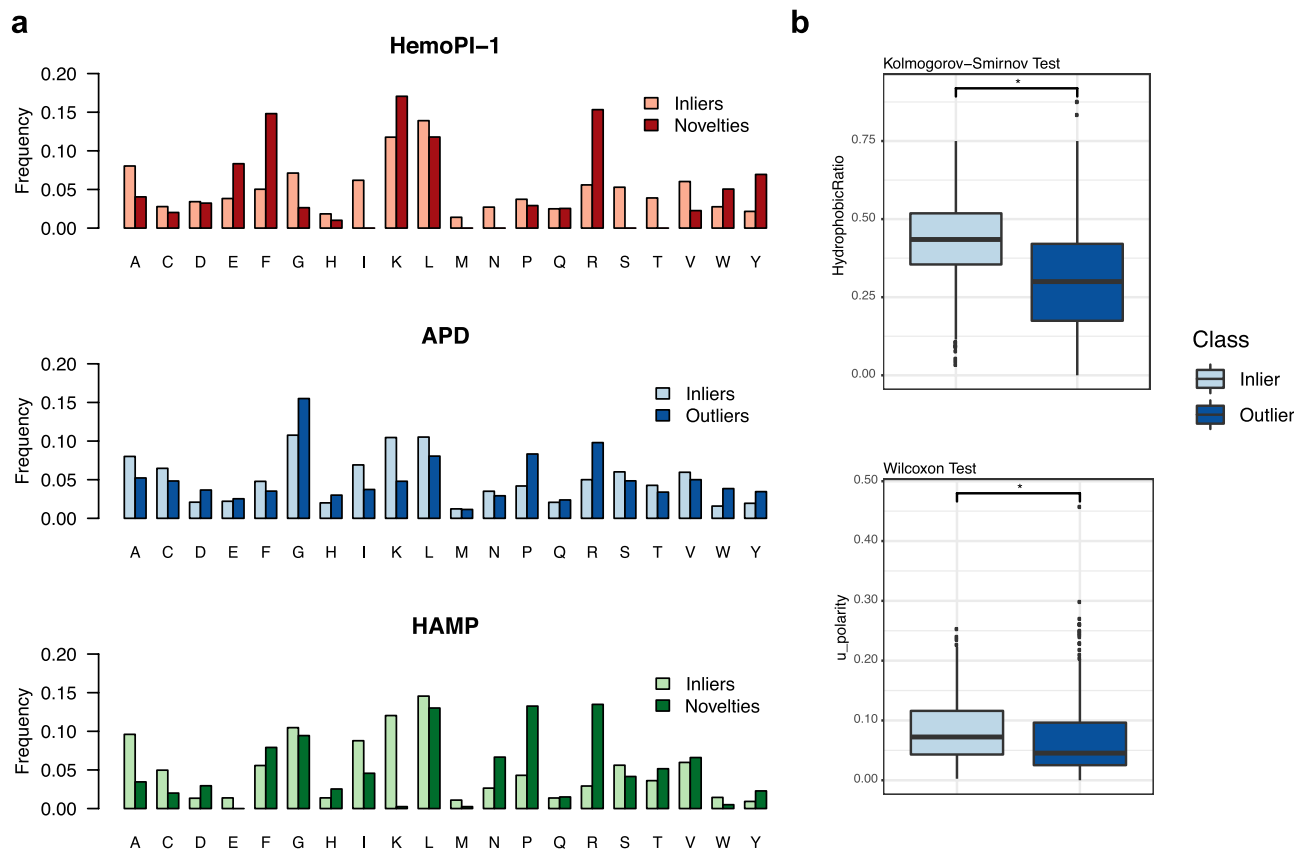 a
HemoPI−1
0.20
0.15
0.10
0.05
0.00
Frequency
Inliers
Novelties
A C D E F G H I K L M N P Q R S T V W Y
APD
0.20
0.15
0.10
0.05
0.00
Frequency
Inliers
Outliers
A C D E F G H I K L M N P Q R S T V W Y
HAMP
0.20
0.15
0.10
0.05
0.00
Frequency
Inliers
Novelties
A C D E F G H I K L M N P Q R S T V W Y
b
Kolmogorov−Smirnov Test
*
0.75
0.50
0.25
0.00
HydrophobicRatio
Wilcoxon Test
*
0.50
0.40
0.30
0.20
0.10
0.00
u_polarity
Class
Inlier
Outlier